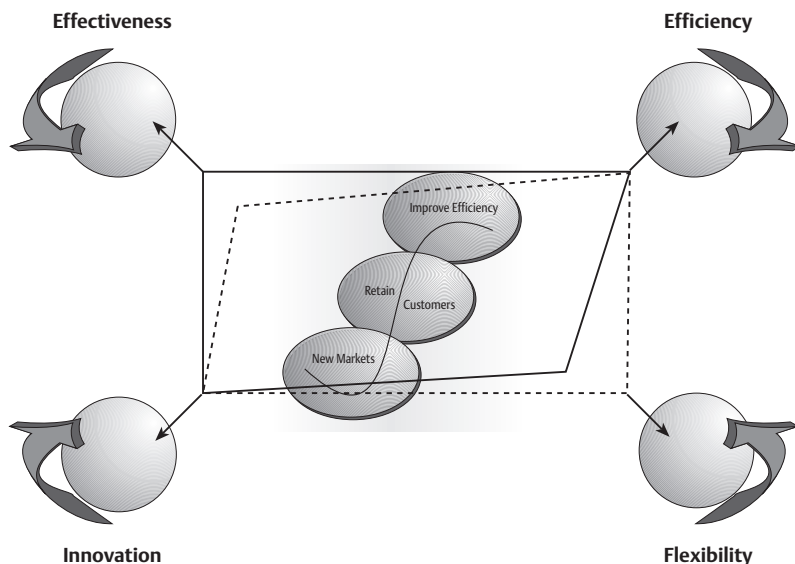 Effectiveness
Efficiency
Improve Efficiency
Retain
Customers
New Markets
Innovation
Flexibility